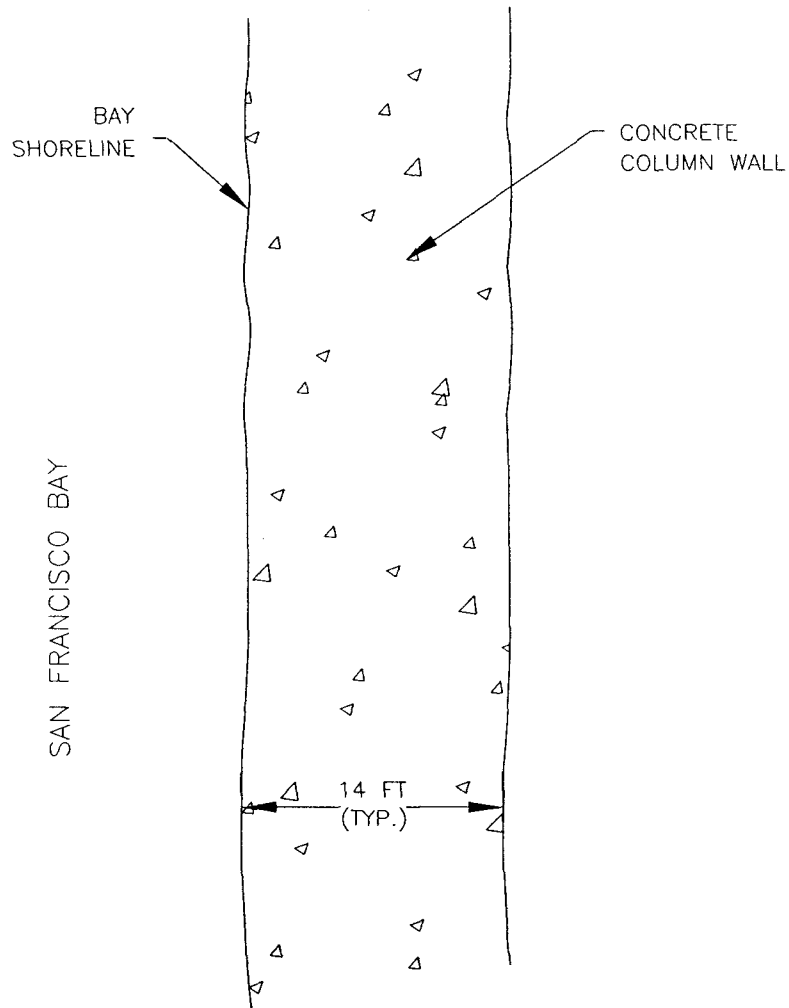 BAY
SHORELINE
CONCRETE
COLUMN WALL
SAN FRANCISCO BAY
14 FT
(TYP.)